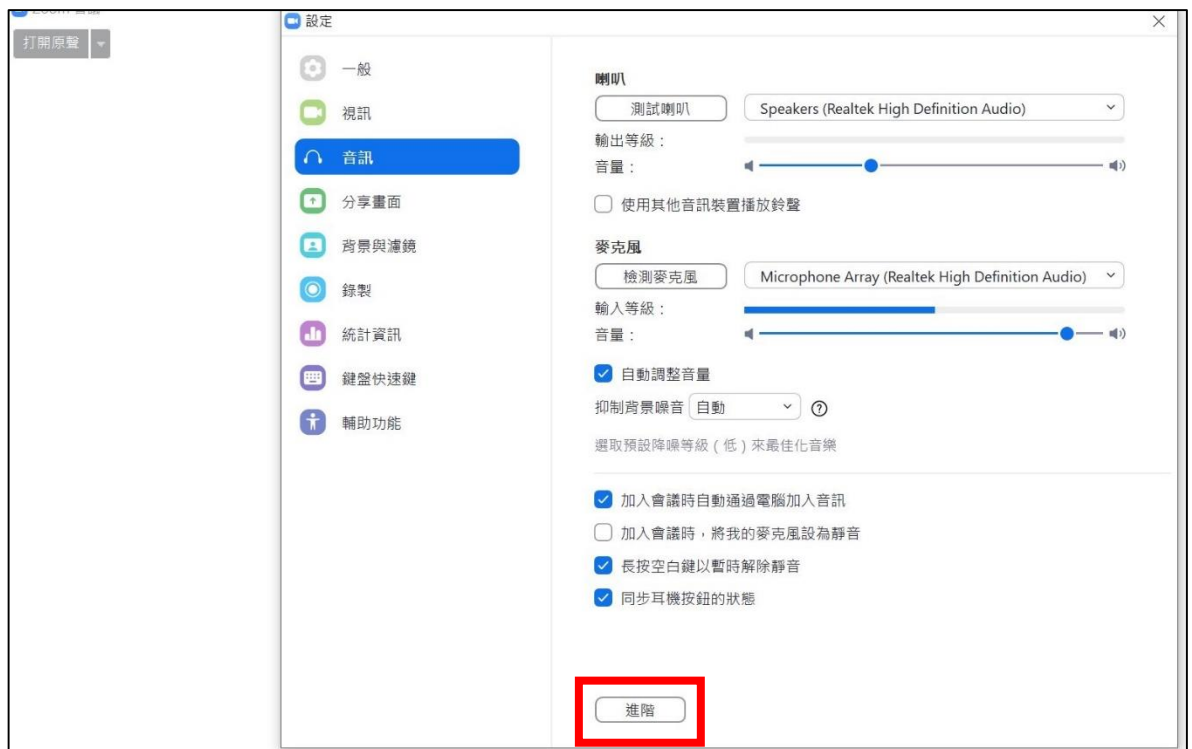 設定
打開原聲
一般
視訊
音訊
分享畫面
背景與濾鏡
錄製
統計資訊
鍵盤快速鍵
輔助功能
喇叭
測試喇叭 Speakers (Realtek High Definition Audio)
輸出等級：
音量：
使用其他音訊裝置播放鈴聲
麥克風
檢測麥克風 Microphone Array (Realtek High Definition Audio)
輸入等級：
音量：
自動調整音量
抑制背景噪音 自動
選取預設降噪等級 ( 低 ) 來最佳化音樂
加入會議時自動通過電腦加入音訊
加入會議時，將我的麥克風設為靜音
長按空白鍵以暫時解除靜音
同步耳機按鈕的狀態
進階